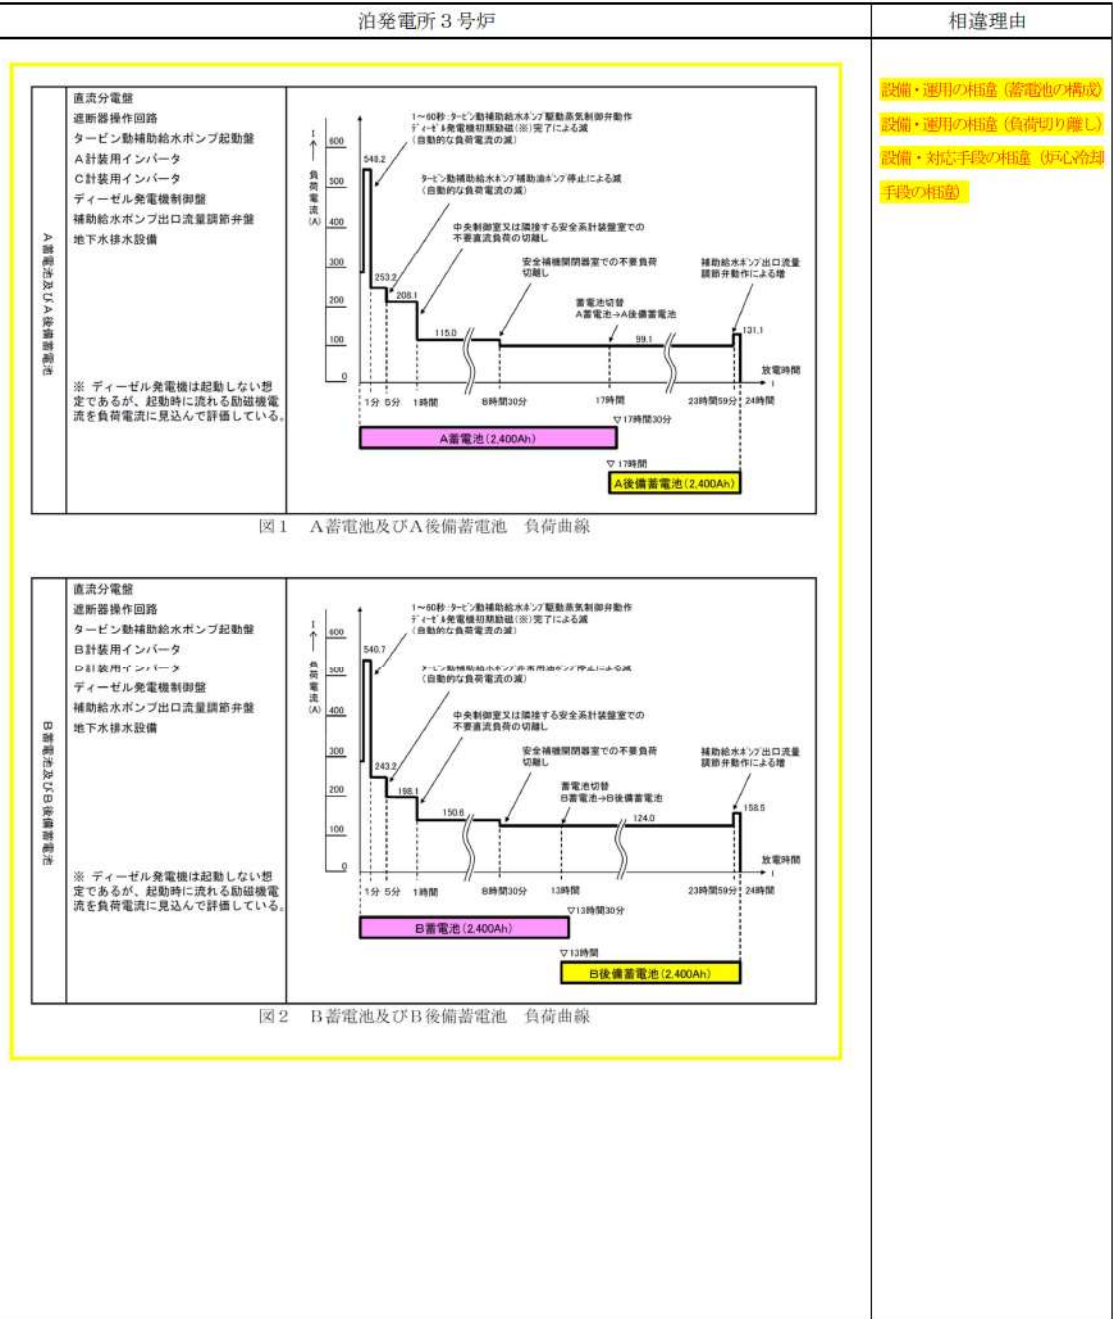 泊発電所３号炉
相違理由
設備・運用の相違（蓄電池の構成）
設備・運用の相違（負荷切り離し）
設備・対応手段の相違（炉心冷却
手段の相違）
A蓄電池及びA後備蓄電池
直流分電盤
遮断器操作回路
タービン動補助給水ポンプ起動盤
A計装用インバータ
C計装用インバータ
ディーゼル発電機制御盤
補助給水ポンプ出口流量調節弁盤
地下水排水設備
※ ディーゼル発電機は起動しない想
定であるが、起動時に流れる励磁機電
流を負荷電流に見込んで評価している。
I
↑
負荷電流
(A)
600
500
400
300
200
100
0
548.2
253.2
208.1
115.0
99.1
131.1
1～60秒:タービン動補助給水ポンプ駆動蒸気制御弁動作
ディーゼル発電機初期励磁(※)完了による減
(自動的な負荷電流の減)
タービン動補助給水ポンプ補助油ポンプ停止による減
(自動的な負荷電流の減)
中央制御室又は隣接する安全系計装盤室での
不要直流負荷の切離し
安全補機開閉器室での不要負荷
切離し
蓄電池切替
A蓄電池→A後備蓄電池
補助給水ポンプ出口流量
調節弁動作による増
放電時間
1分 5分 1時間 8時間30分 17時間 23時間59分 24時間
▽17時間30分
A蓄電池(2,400Ah)
▽ 17時間
A後備蓄電池(2,400Ah)
図１　Ａ蓄電池及びＡ後備蓄電池　負荷曲線
B蓄電池及びB後備蓄電池
直流分電盤
遮断器操作回路
タービン動補助給水ポンプ起動盤
B計装用インバータ
D計装用インバータ
ディーゼル発電機制御盤
補助給水ポンプ出口流量調節弁盤
地下水排水設備
※ ディーゼル発電機は起動しない想
定であるが、起動時に流れる励磁機電
流を負荷電流に見込んで評価している。
I
↑
負荷電流
(A)
600
500
400
300
200
100
0
540.7
243.2
198.1
150.6
124.0
158.5
1～60秒:タービン動補助給水ポンプ駆動蒸気制御弁動作
ディーゼル発電機初期励磁(※)完了による減
(自動的な負荷電流の減)
タービン動補助給水ポンプ非常用油ポンプ停止による減
(自動的な負荷電流の減)
中央制御室又は隣接する安全系計装盤室での
不要直流負荷の切離し
安全補機開閉器室での不要負荷
切離し
蓄電池切替
B蓄電池→B後備蓄電池
補助給水ポンプ出口流量
調節弁動作による増
放電時間
1分 5分 1時間 8時間30分 13時間 23時間59分 24時間
▽13時間30分
B蓄電池(2,400Ah)
▽13時間
B後備蓄電池(2,400Ah)
図２　Ｂ蓄電池及びＢ後備蓄電池　負荷曲線